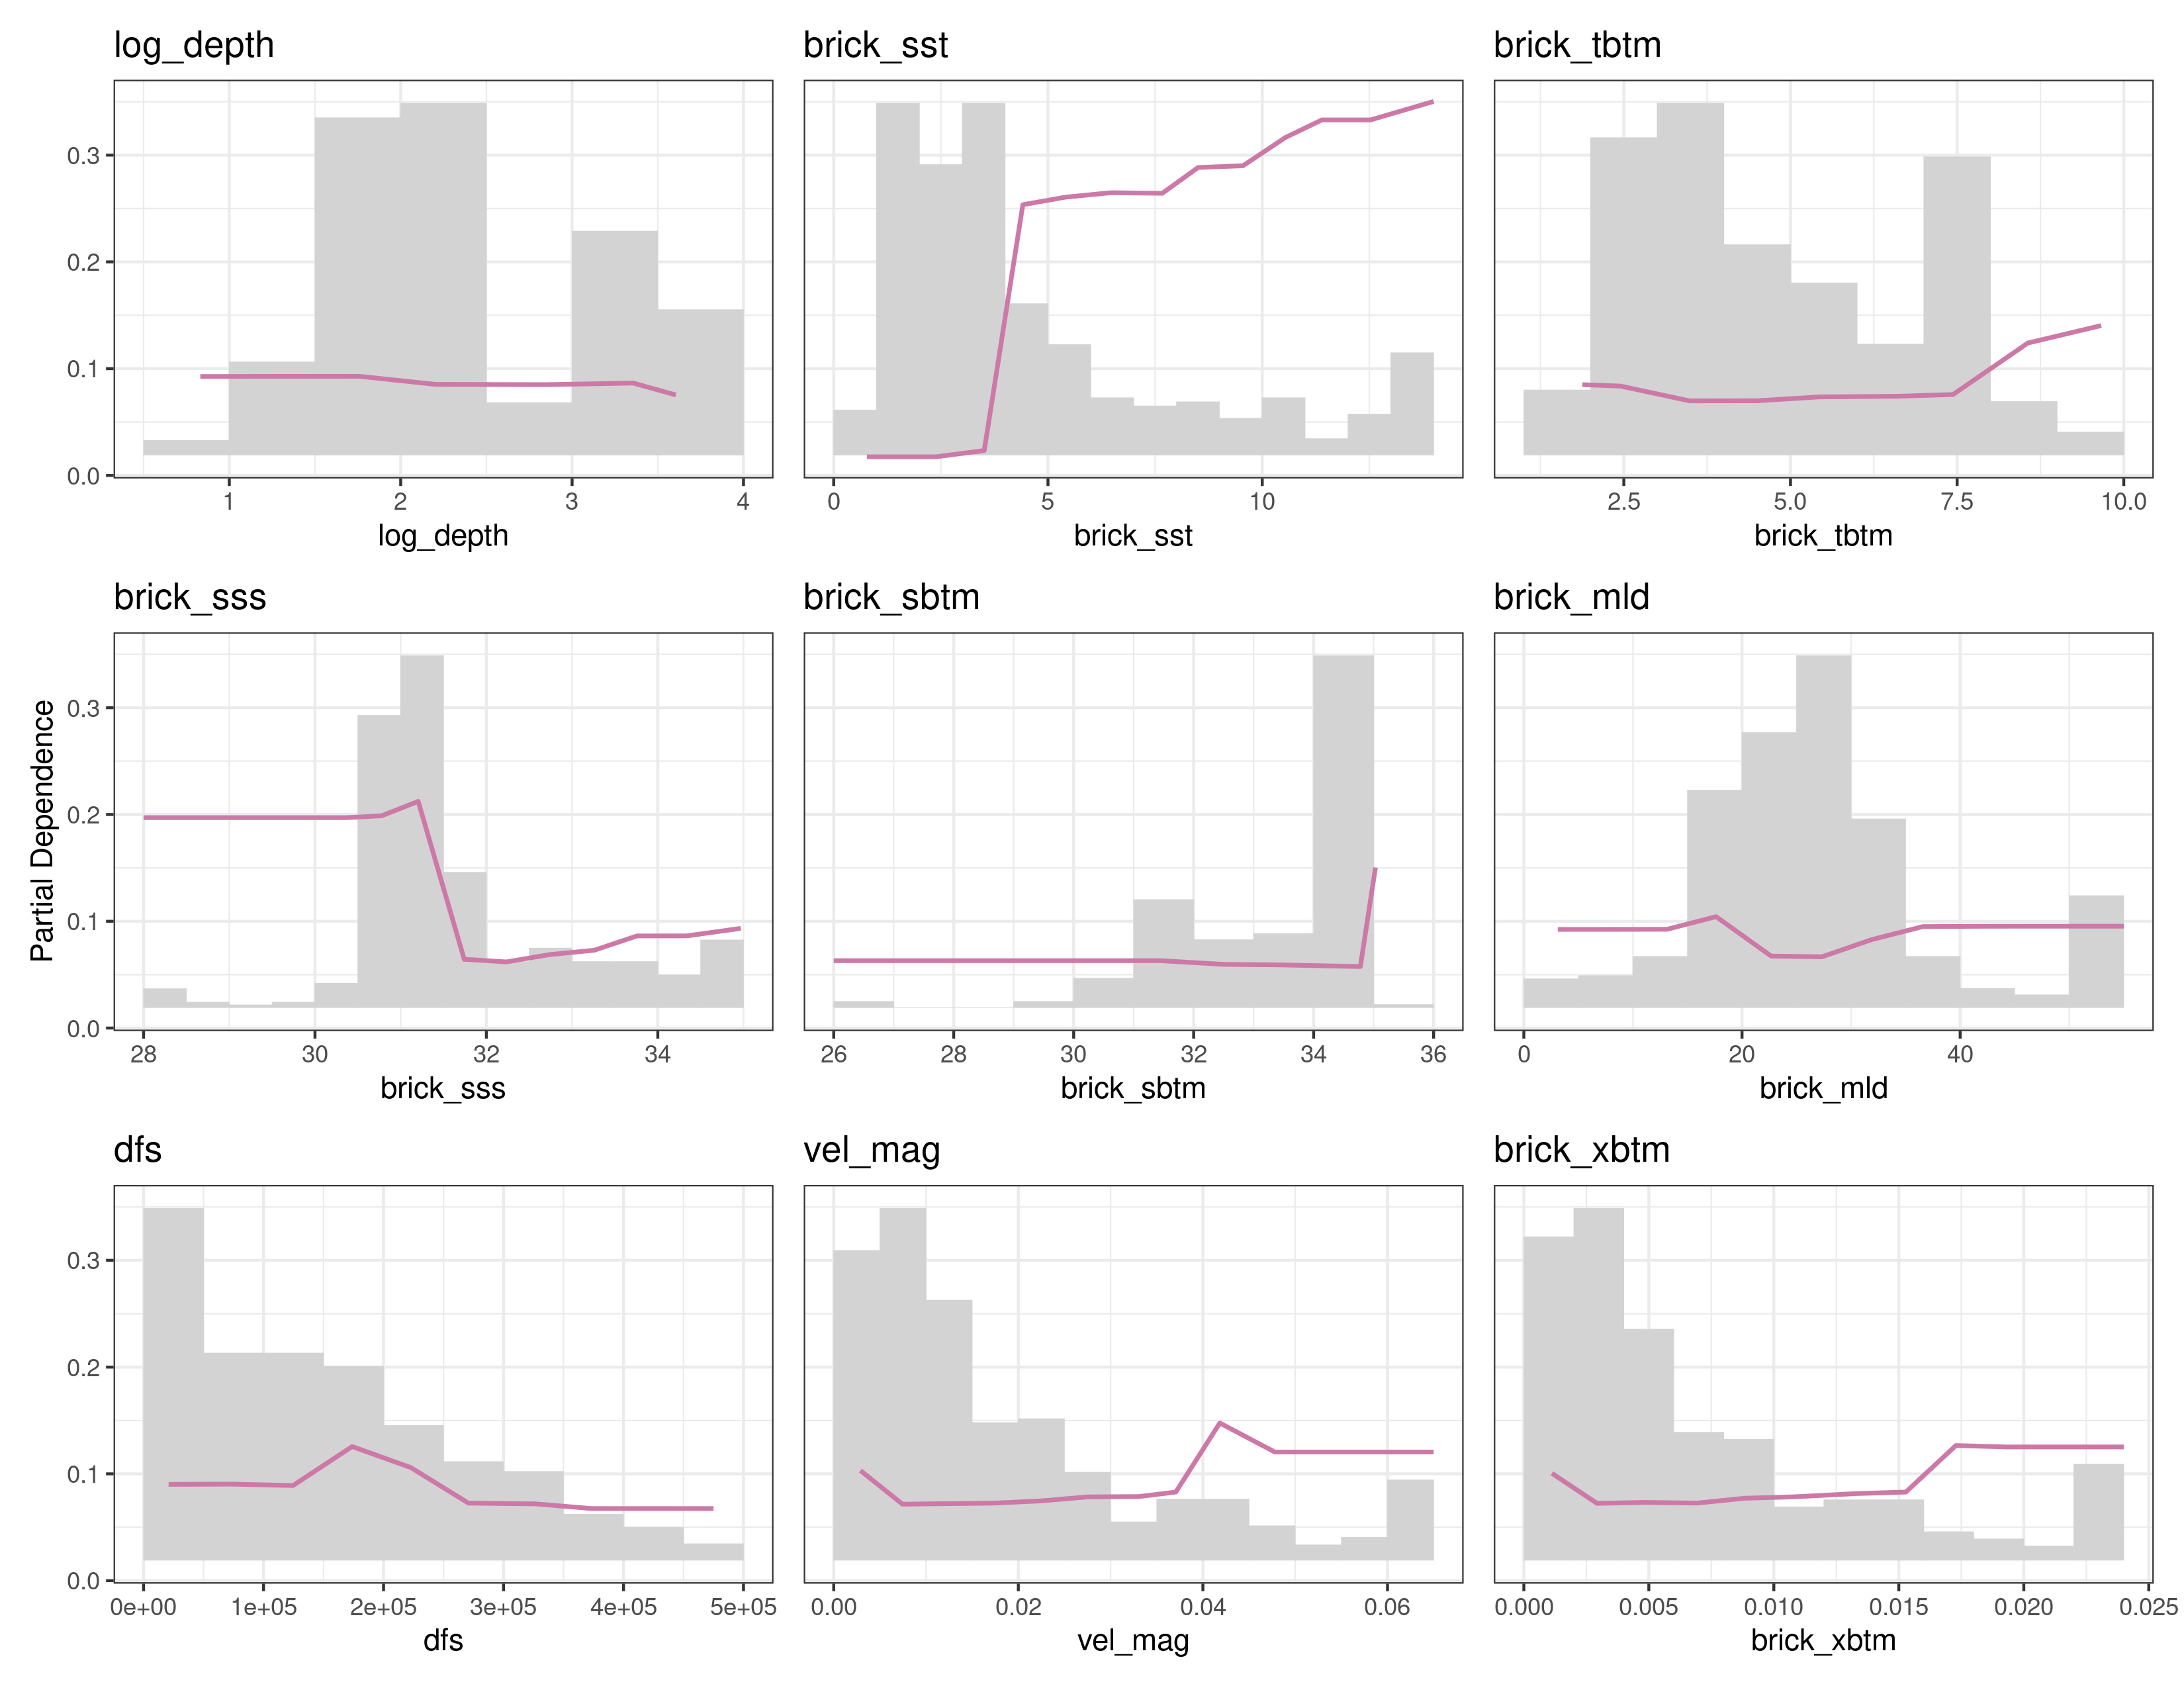 log_depth brick_sst brick_tbtm
0.3
0.2
0.1
0.0
1 2 3 4 0 5 10 2.5 5.0 7.5 10.0
log_depth brick_sst brick_tbtm
brick_sss brick_sbtm brick_mld
Partial Dependence
0.3
0.2
0.1
0.0
28 30 32 34 26 28 30 32 34 36 0 20 40
brick_sss brick_sbtm brick_mld
dfs vel_mag brick_xbtm
0.3
0.2
0.1
0.0
0e+00 1e+05 2e+05 3e+05 4e+05 5e+05 0.00 0.02 0.04 0.06 0.000 0.005 0.010 0.015 0.020 0.025
dfs vel_mag brick_xbtm